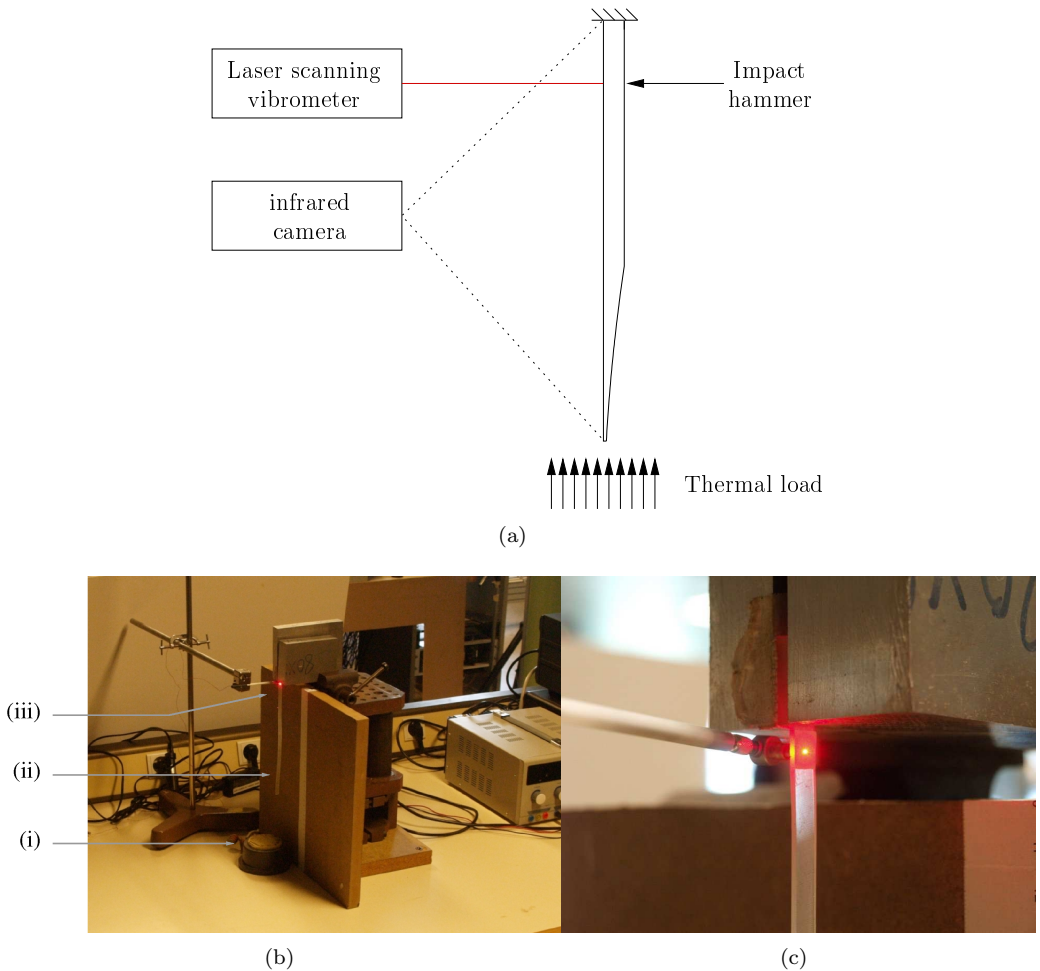 Laser scanning
vibrometer
Impact
hammer
infrared
camera
Thermal load
(a)
(iii)
(ii)
(i)
(b)
(c)